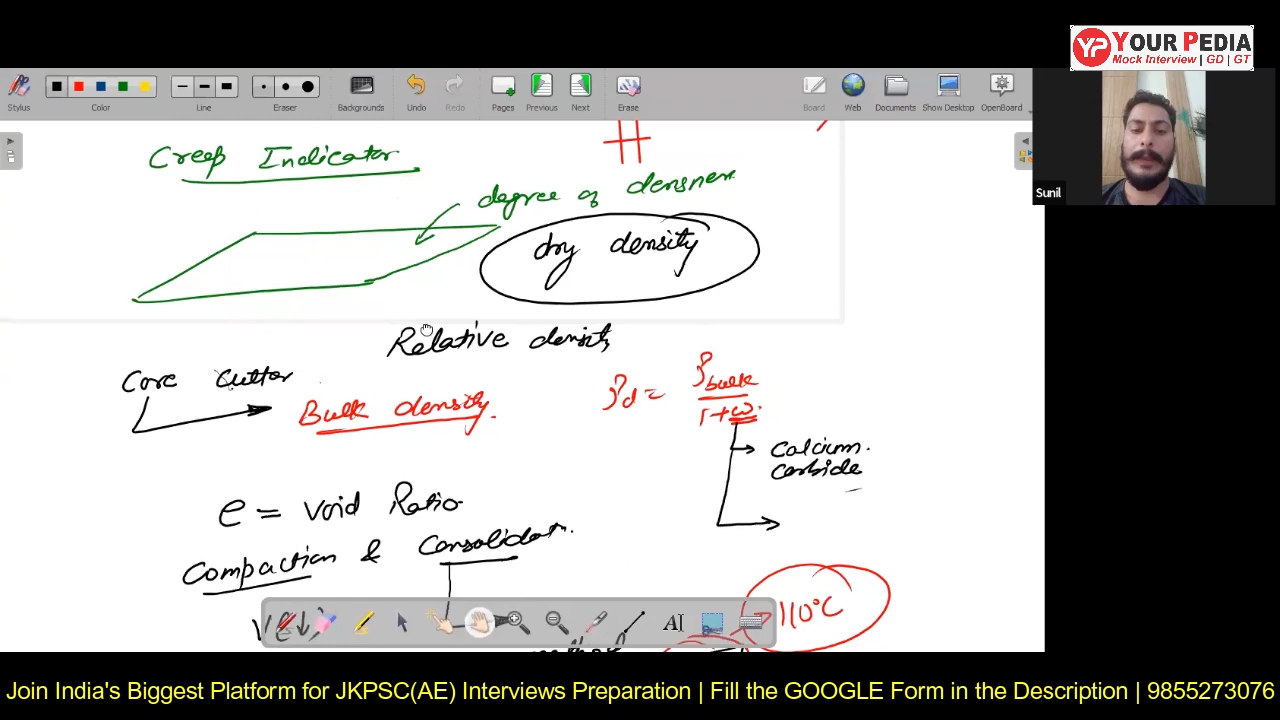 YOUR PEDIA
YP
Mock Interview | GD | GT
Stylus
Color
Line
Eraser
Backgrounds
Undo
Redo
Pages
Previous
Next
Erase
Board
Web
Documents
Show Desktop
OpenBoard
Sunil
Creep Indicator
degree of denseness
dry density
Relative density
Core Cutter
Bulk density.
ρd = ρbulk
1+ω.
Calcium.
carbide
e = void Ratio
Compaction & Consolidation.
110°C
Join India's Biggest Platform for JKPSC(AE) Interviews Preparation | Fill the GOOGLE Form in the Description | 9855273076